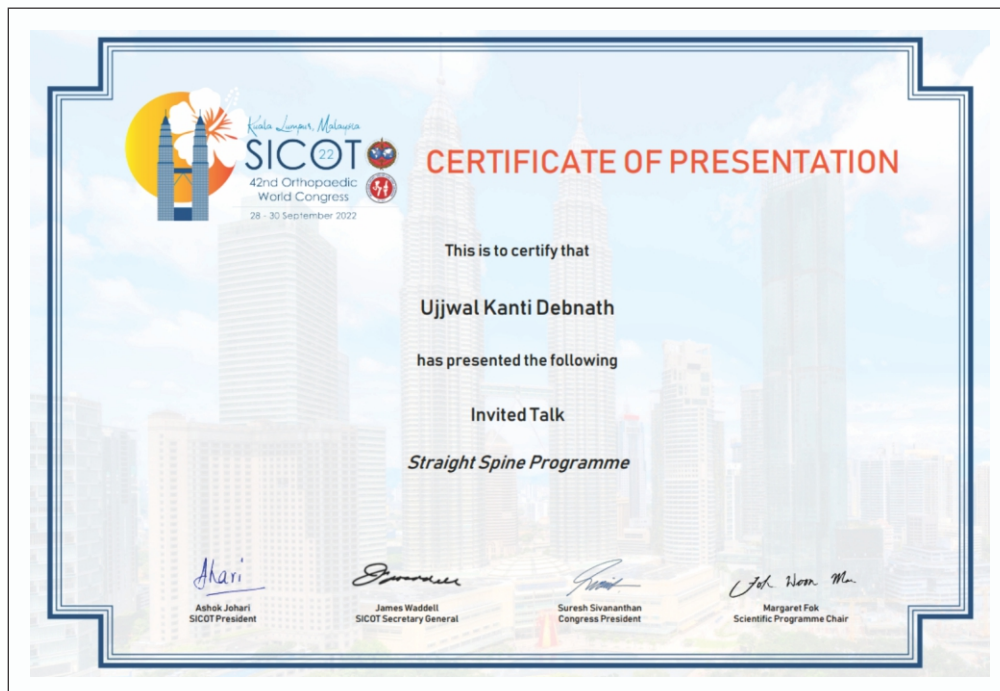 Kuala Lumpur, Malaysia
SICOT
22
42nd Orthopaedic
World Congress
28 - 30 September 2022
CERTIFICATE OF PRESENTATION
This is to certify that
Ujjwal Kanti Debnath
has presented the following
Invited Talk
Straight Spine Programme
Ashok Johari
SICOT President
James Waddell
SICOT Secretary General
Suresh Sivananthan
Congress President
Margaret Fok
Scientific Programme Chair